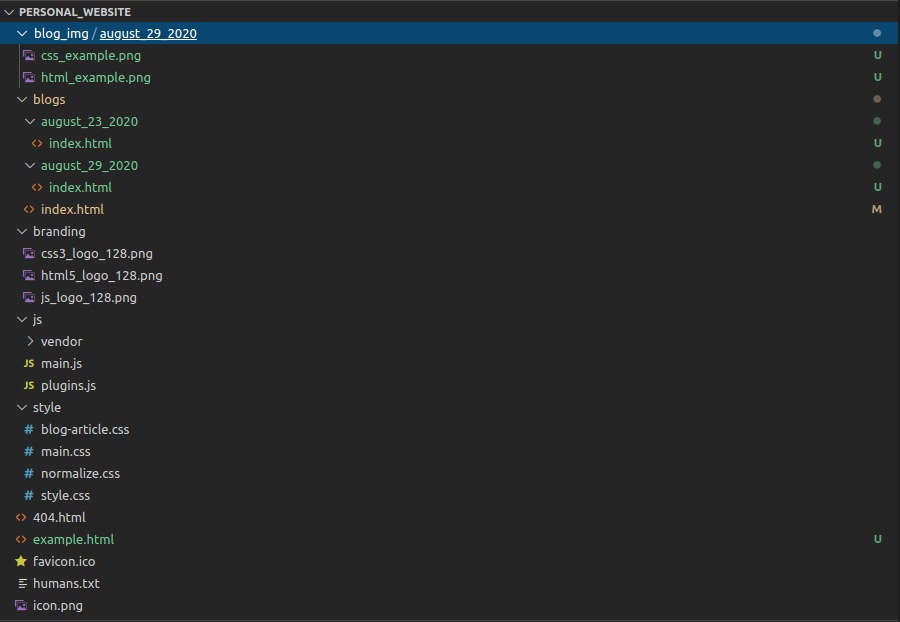 PERSONAL_WEBSITE
blog_img / august_29_2020
css_example.png U
html_example.png U
blogs
august_23_2020
index.html U
august_29_2020
index.html U
index.html M
branding
css3_logo_128.png
html5_logo_128.png
js_logo_128.png
js
vendor
JS main.js
JS plugins.js
style
# blog-article.css
# main.css
# normalize.css
# style.css
<> 404.html
<> example.html U
favicon.ico
humans.txt
icon.png